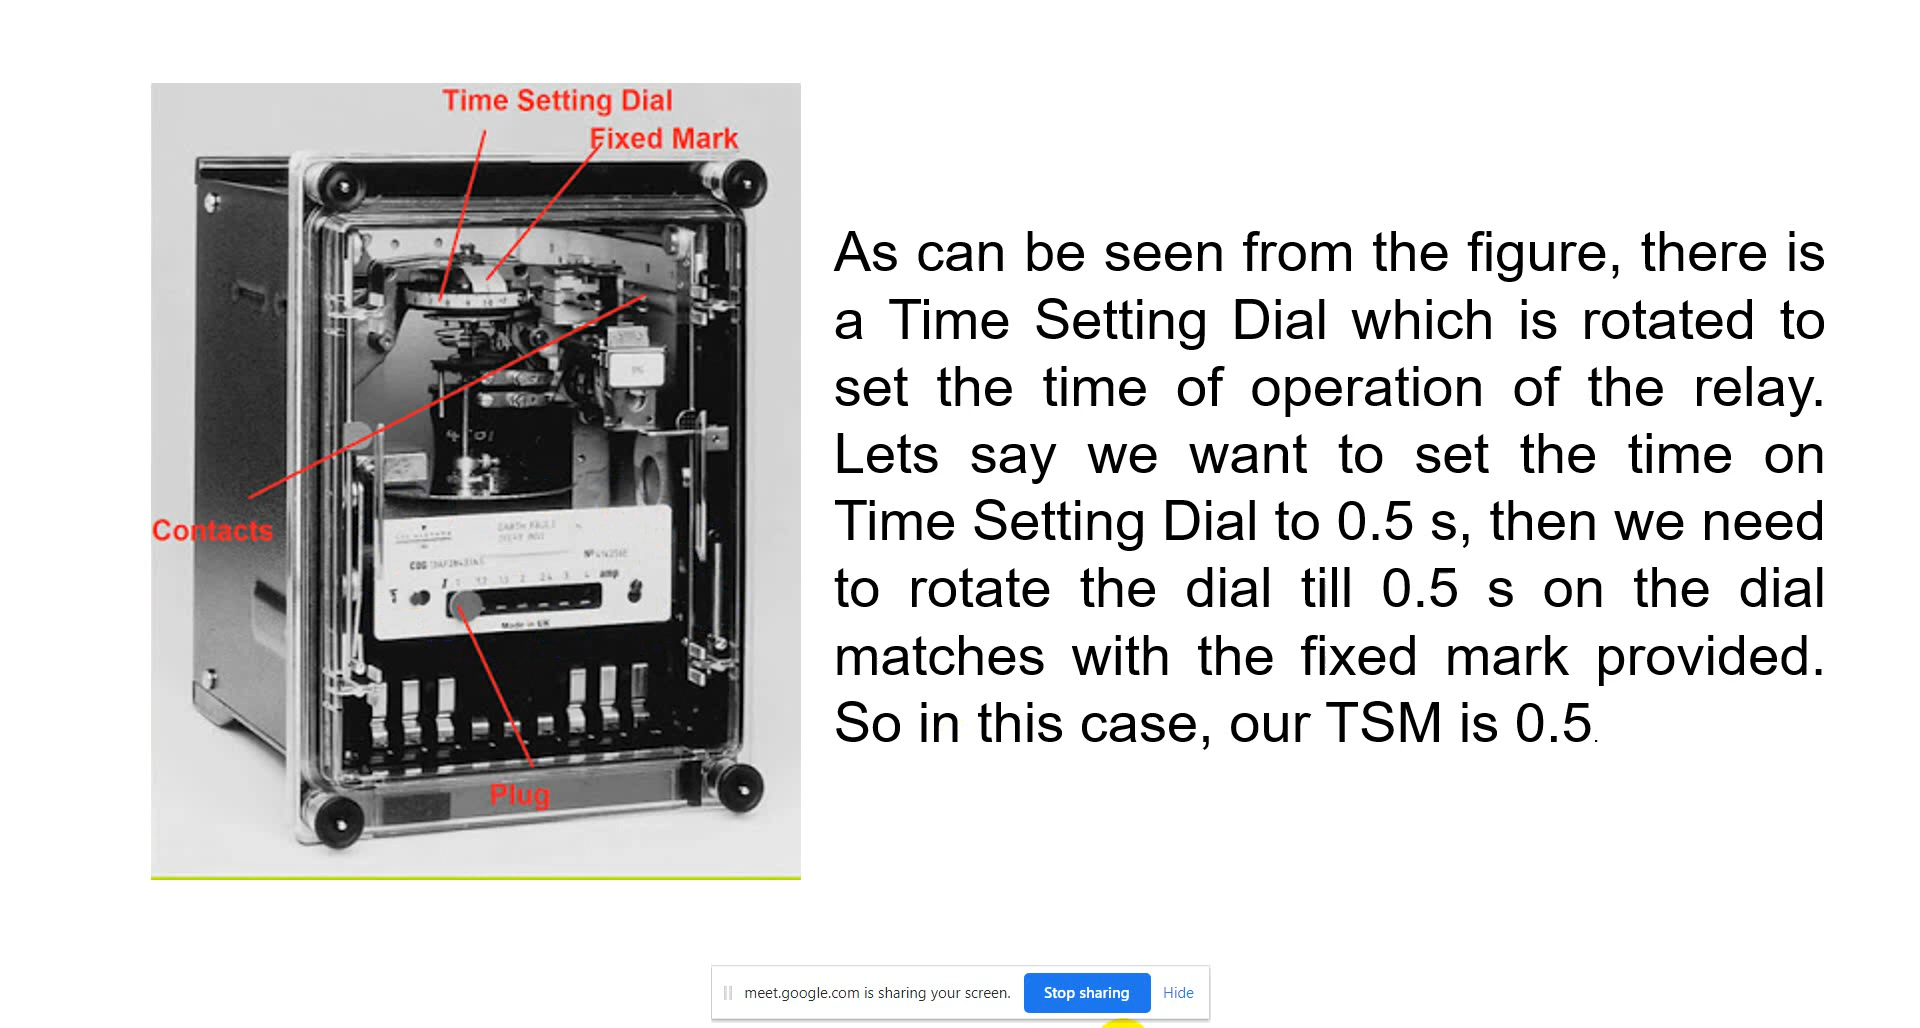 Time Setting Dial
Fixed Mark
Contacts
amp
Made in UK
Plug
As can be seen from the figure, there is
a Time Setting Dial which is rotated to
set the time of operation of the relay.
Lets say we want to set the time on
Time Setting Dial to 0.5 s, then we need
to rotate the dial till 0.5 s on the dial
matches with the fixed mark provided.
So in this case, our TSM is 0.5.
meet.google.com is sharing your screen.
Stop sharing
Hide